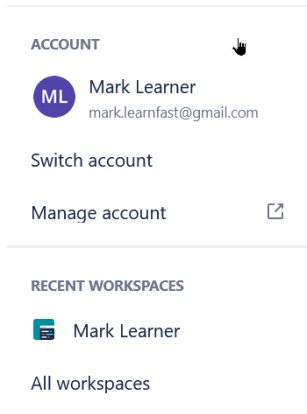 ACCOUNT
ML
Mark Learner
mark.learnfast@gmail.com
Switch account
Manage account
RECENT WORKSPACES
Mark Learner
All workspaces